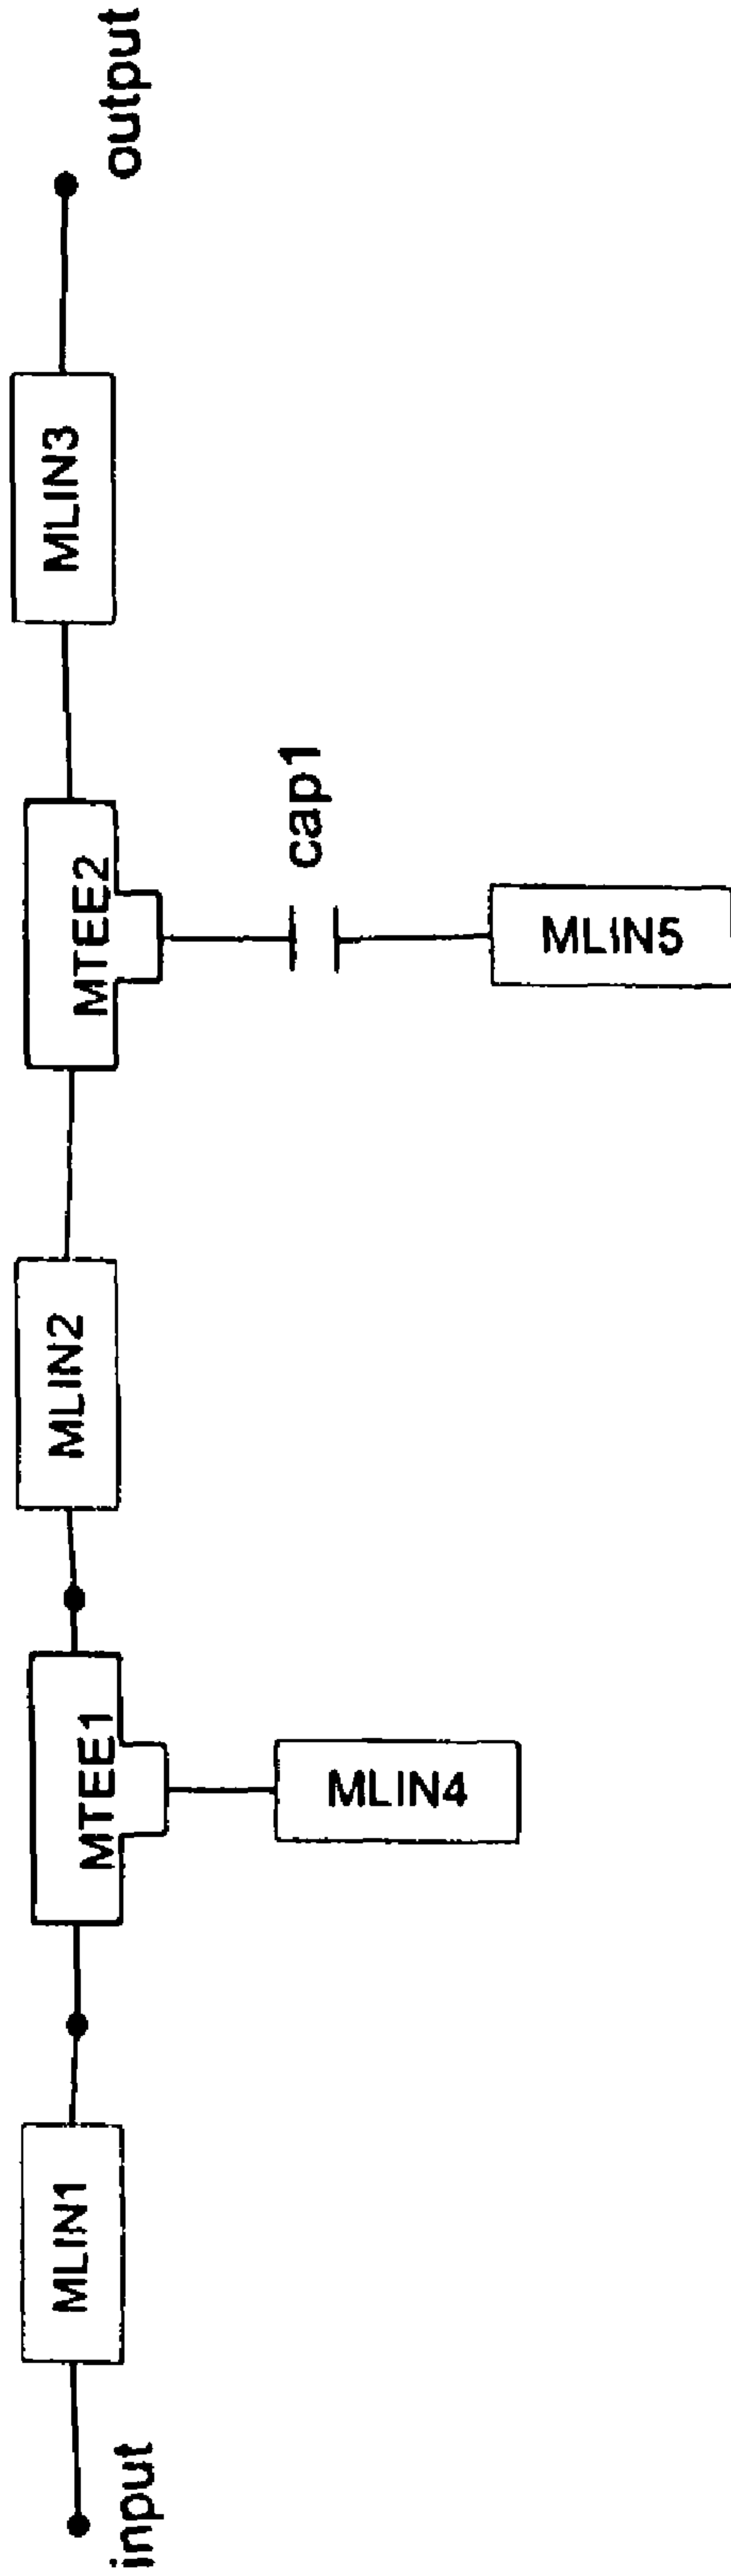 input
MLIN1
MTEE1
MLIN4
MLIN2
MTEE2
cap1
MLIN5
MLIN3
output